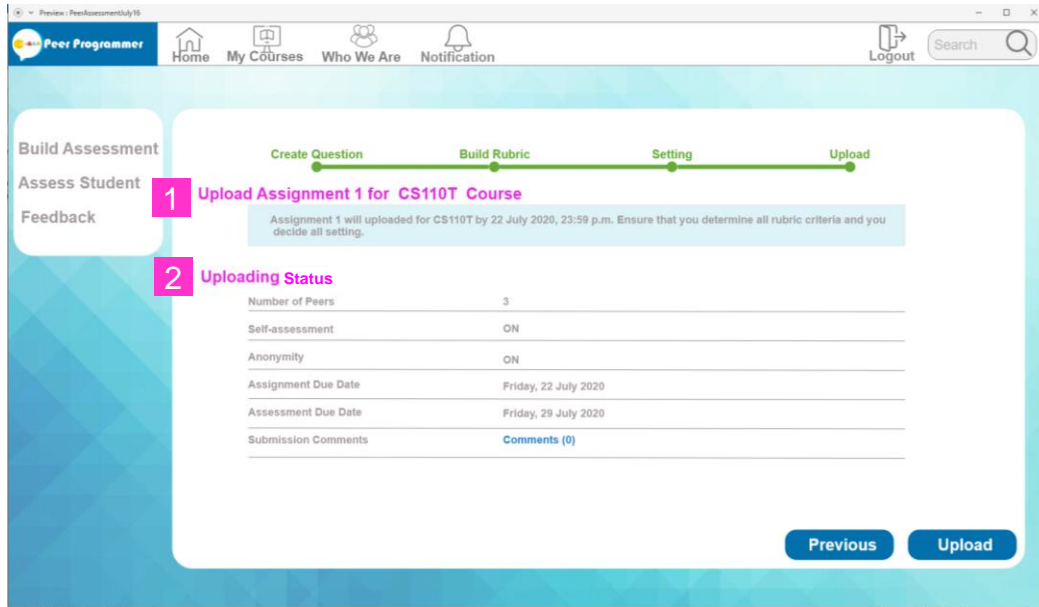 Preview : PeerAssessmentJuly16
Peer Programmer
Home
My Courses
Who We Are
Notification
Logout
Search
Build Assessment
Assess Student
Feedback
Create Question
Build Rubric
Setting
Upload
1
Upload Assignment 1 for CS110T Course
Assignment 1 will uploaded for CS110T by 22 July 2020, 23:59 p.m. Ensure that you determine all rubric criteria and you
decide all setting.
2
Uploading Status
Number of Peers 3
Self-assessment ON
Anonymity ON
Assignment Due Date Friday, 22 July 2020
Assessment Due Date Friday, 29 July 2020
Submission Comments Comments (0)
Previous
Upload